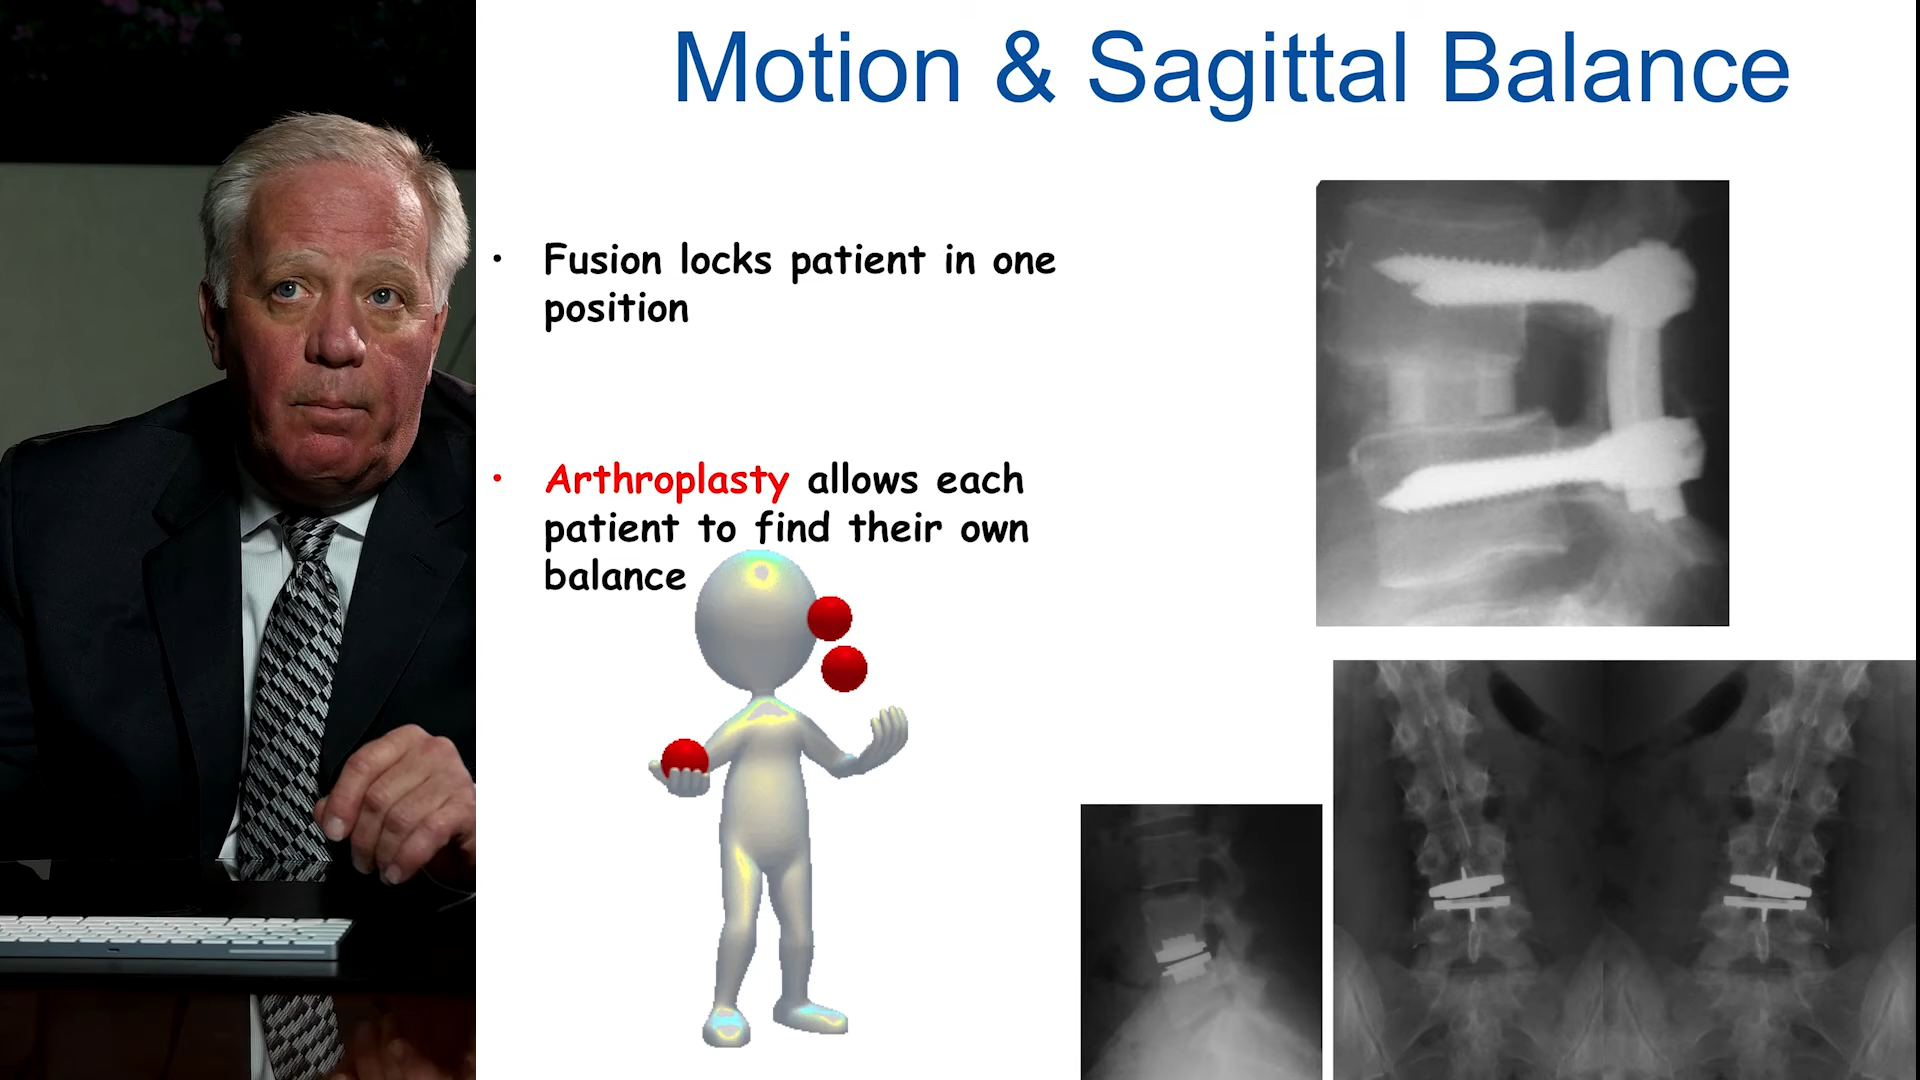 Motion & Sagittal Balance
• Fusion locks patient in one
position
• Arthroplasty allows each
patient to find their own
balance